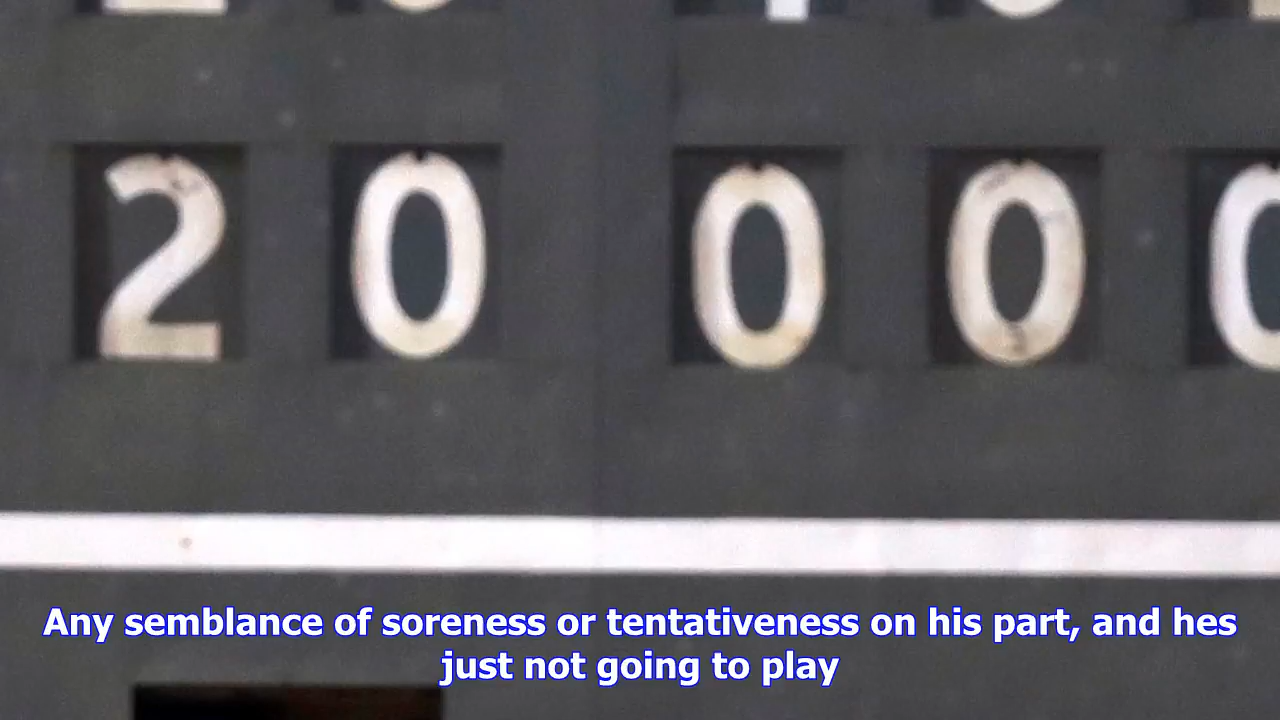 2 0 0 0 0
Any semblance of soreness or tentativeness on his part, and hes
just not going to play